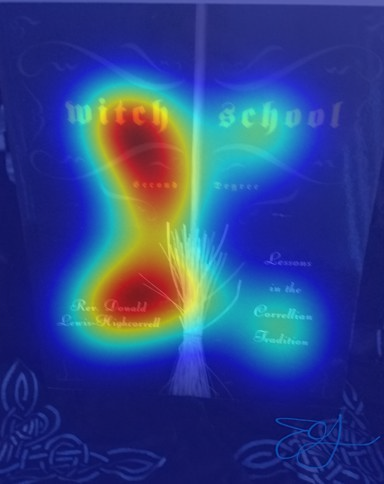 witch school
Second Degree
Lessons
in the
Correllian
Tradition
Rev. Donald
Lewis-Highcorrell